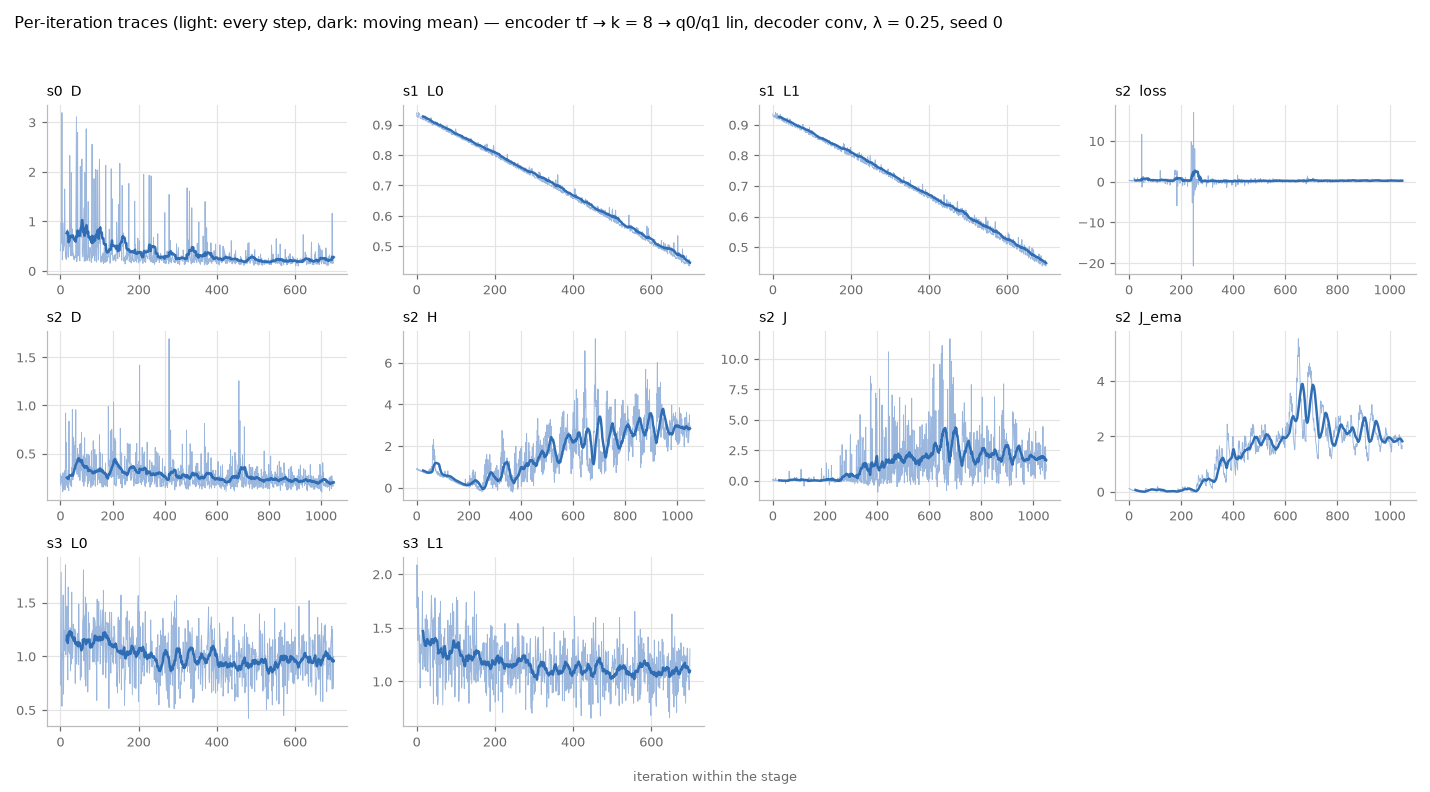 Per-iteration traces (light: every step, dark: moving mean) — encoder tf → k = 8 → q0/q1 lin, decoder conv, λ = 0.25, seed 0
s0 D
3
2
1
0
0 200 400 600
s1 L0
0.9
0.8
0.7
0.6
0.5
0 200 400 600
s1 L1
0.9
0.8
0.7
0.6
0.5
0 200 400 600
s2 loss
10
0
−10
−20
0 200 400 600 800 1000
s2 D
1.5
1.0
0.5
0 200 400 600 800 1000
s2 H
6
4
2
0
0 200 400 600 800 1000
s2 J
10.0
7.5
5.0
2.5
0.0
0 200 400 600 800 1000
s2 J_ema
4
2
0
0 200 400 600 800 1000
s3 L0
1.5
1.0
0.5
0 200 400 600
s3 L1
2.0
1.5
1.0
0 200 400 600
iteration within the stage